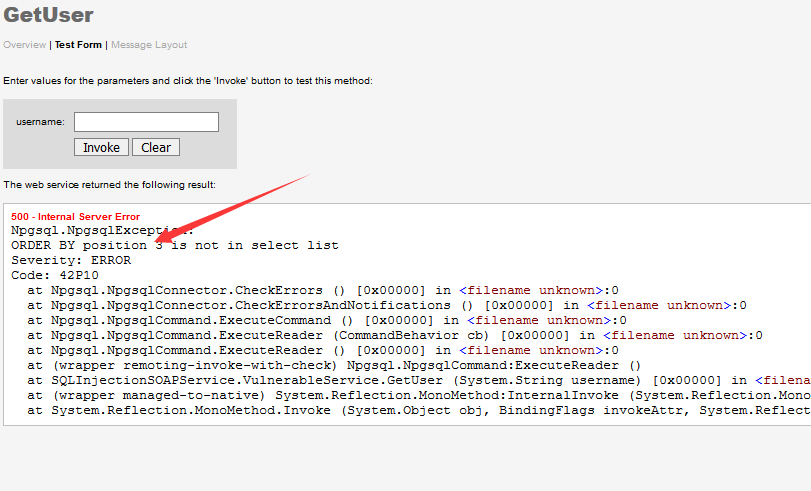 GetUser
Overview | Test Form | Message Layout
Enter values for the parameters and click the 'Invoke' button to test this method:
username:
Invoke Clear
The web service returned the following result:
500 - Internal Server Error
Npgsql.NpgsqlException:
ORDER BY position 3 is not in select list
Severity: ERROR
Code: 42P10
at Npgsql.NpgsqlConnector.CheckErrors () [0x00000] in <filename unknown>:0
at Npgsql.NpgsqlConnector.CheckErrorsAndNotifications () [0x00000] in <filename unknown>:0
at Npgsql.NpgsqlCommand.ExecuteCommand () [0x00000] in <filename unknown>:0
at Npgsql.NpgsqlCommand.ExecuteReader (CommandBehavior cb) [0x00000] in <filename unknown>:0
at Npgsql.NpgsqlCommand.ExecuteReader () [0x00000] in <filename unknown>:0
at (wrapper remoting-invoke-with-check) Npgsql.NpgsqlCommand:ExecuteReader ()
at SQLInjectionSOAPService.VulnerableService.GetUser (System.String username) [0x00000] in <filena
at (wrapper managed-to-native) System.Reflection.MonoMethod:InternalInvoke (System.Reflection.Mono
at System.Reflection.MonoMethod.Invoke (System.Object obj, BindingFlags invokeAttr, System.Reflect